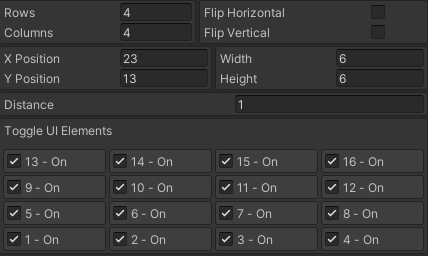 Rows 4 Flip Horizontal
Columns 4 Flip Vertical
X Position 23 Width 6
Y Position 13 Height 6
Distance 1
Toggle UI Elements
13 - On 14 - On 15 - On 16 - On
9 - On 10 - On 11 - On 12 - On
5 - On 6 - On 7 - On 8 - On
1 - On 2 - On 3 - On 4 - On